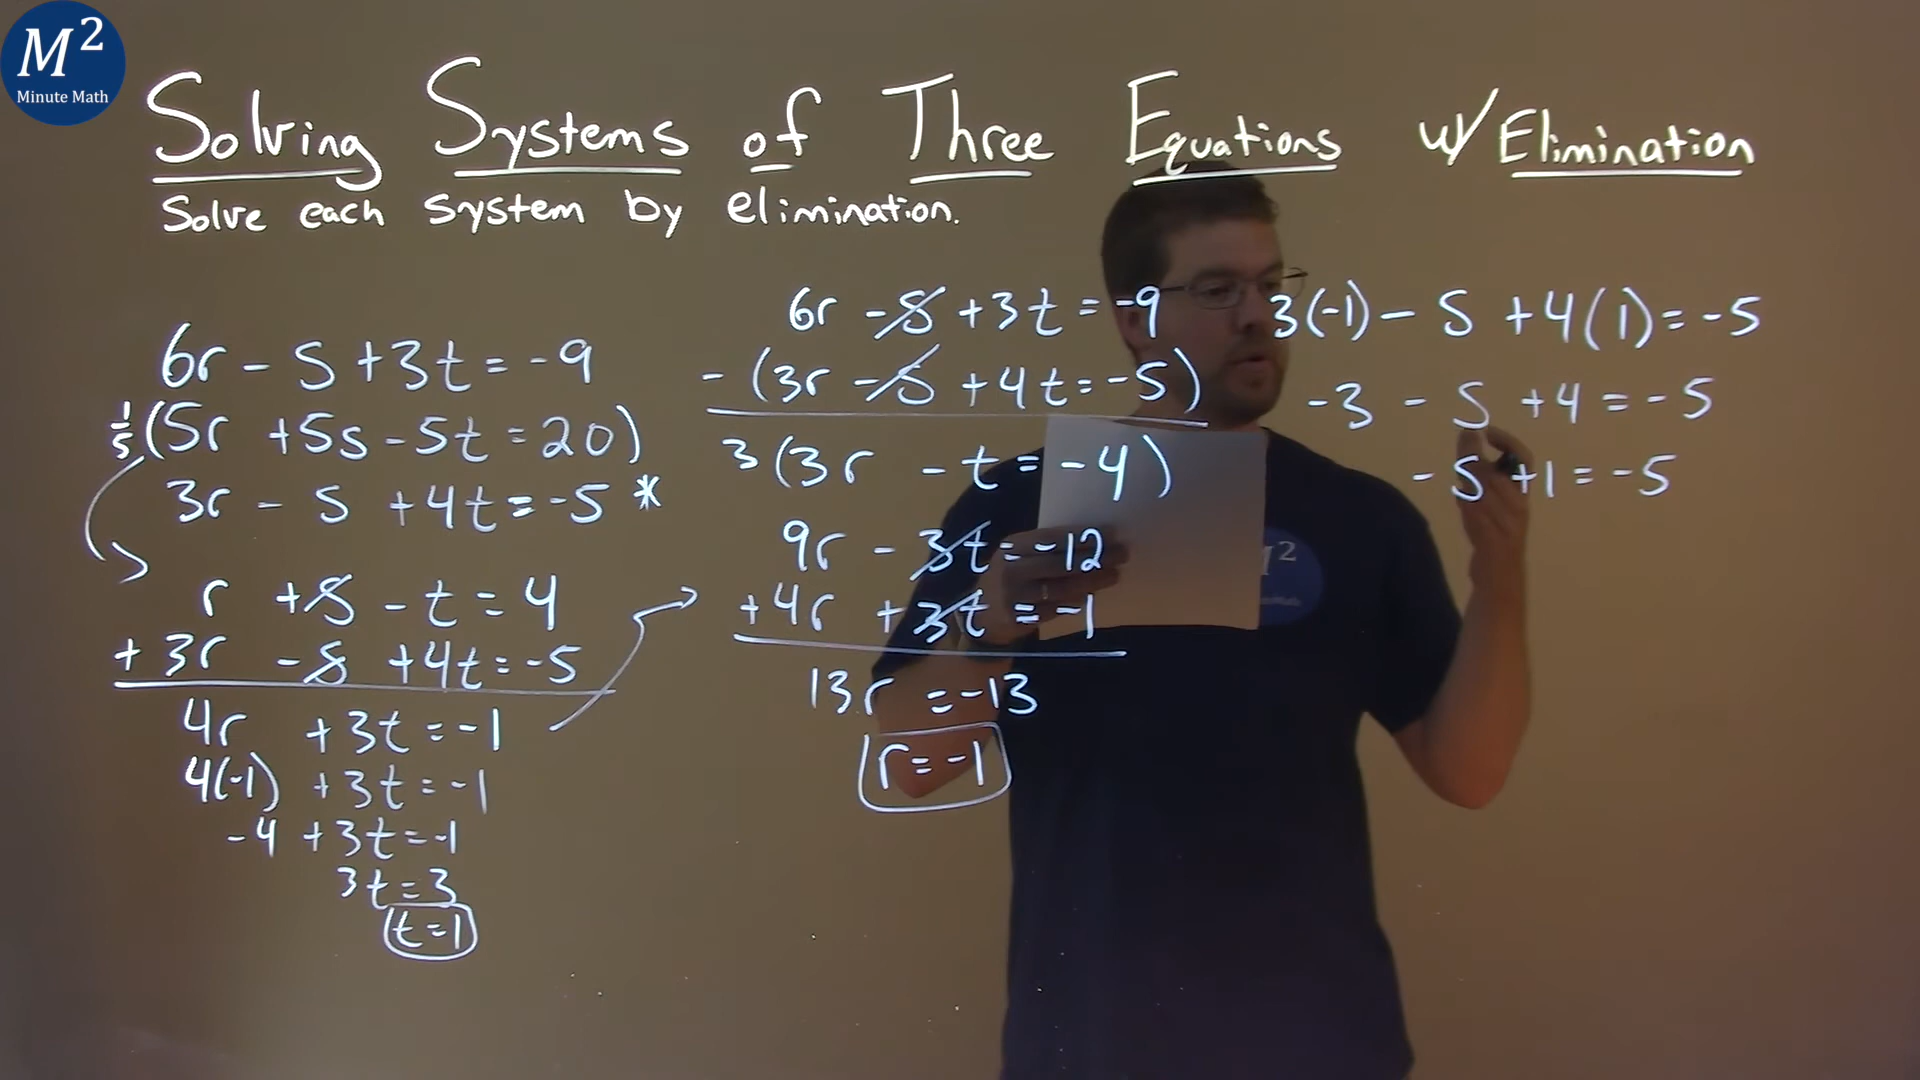 M²
Minute Math
Solving Systems of Three Equations w/ Elimination
Solve each system by elimination.
6r - s + 3t = -9
1/5 (5r + 5s - 5t = 20)
3r - s + 4t = -5 *
r + s - t = 4
+ 3r - s + 4t = -5
4r + 3t = -1
4(-1) + 3t = -1
-4 + 3t = -1
3t = 3
t = 1
6r - s + 3t = -9
- (3r - s + 4t = -5)
3(3r - t = -4)
9r - 3t = -12
+ 4r + 3t = -1
13r = -13
r = -1
3(-1) - s + 4(1) = -5
-3 - s + 4 = -5
-s + 1 = -5